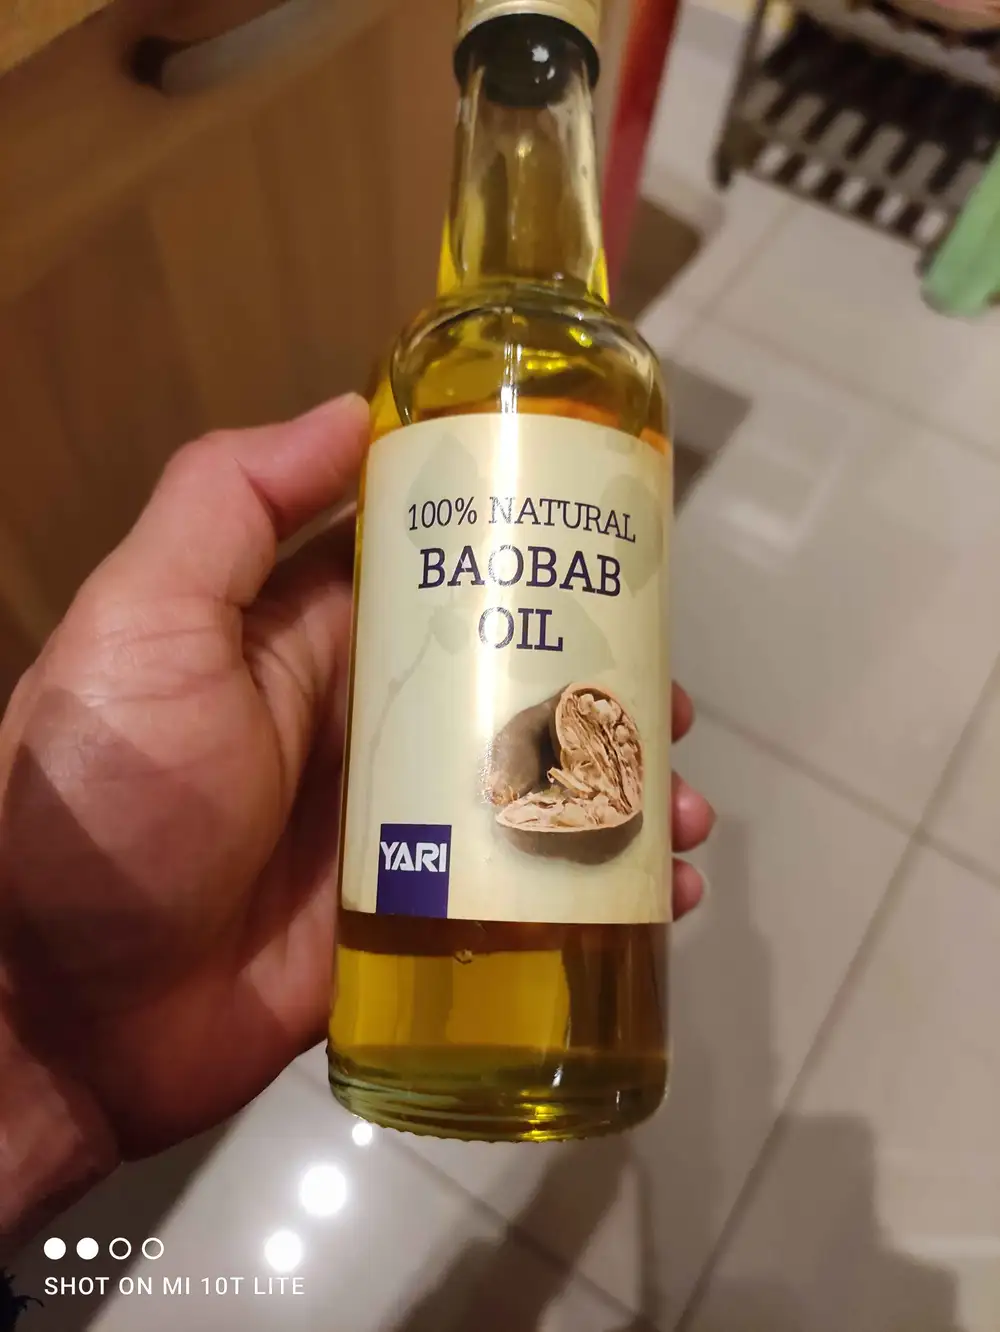 100% NATURAL
BAOBAB
OIL
YARI
SHOT ON MI 10T LITE